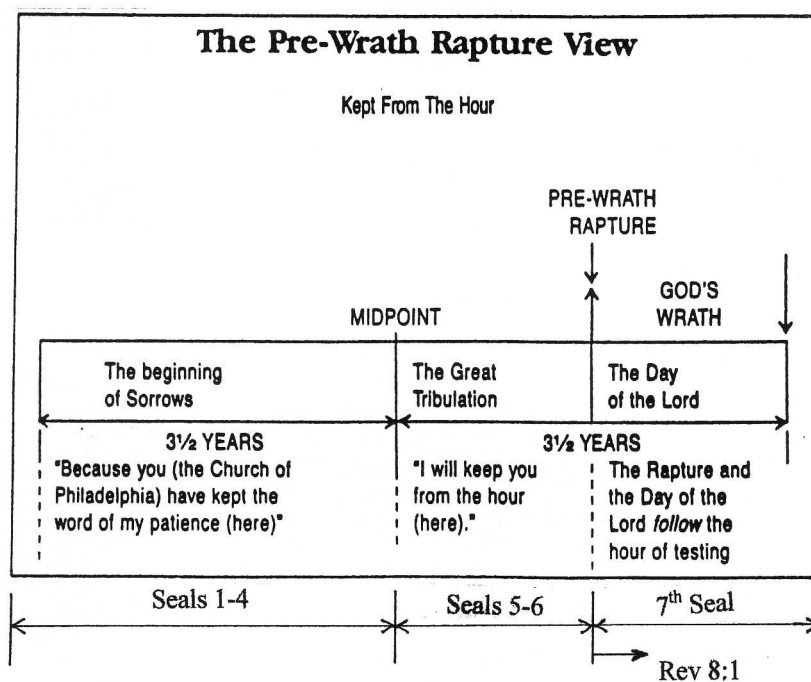 The Pre-Wrath Rapture View
Kept From The Hour
PRE-WRATH
RAPTURE
GOD'S
WRATH
MIDPOINT
The beginning
of Sorrows
The Great
Tribulation
The Day
of the Lord
3½ YEARS
3½ YEARS
"Because you (the Church of
Philadelphia) have kept the
word of my patience (here)"
"I will keep you
from the hour
(here)."
The Rapture and
the Day of the
Lord follow the
hour of testing
Seals 1-4
Seals 5-6
7th Seal
Rev 8:1